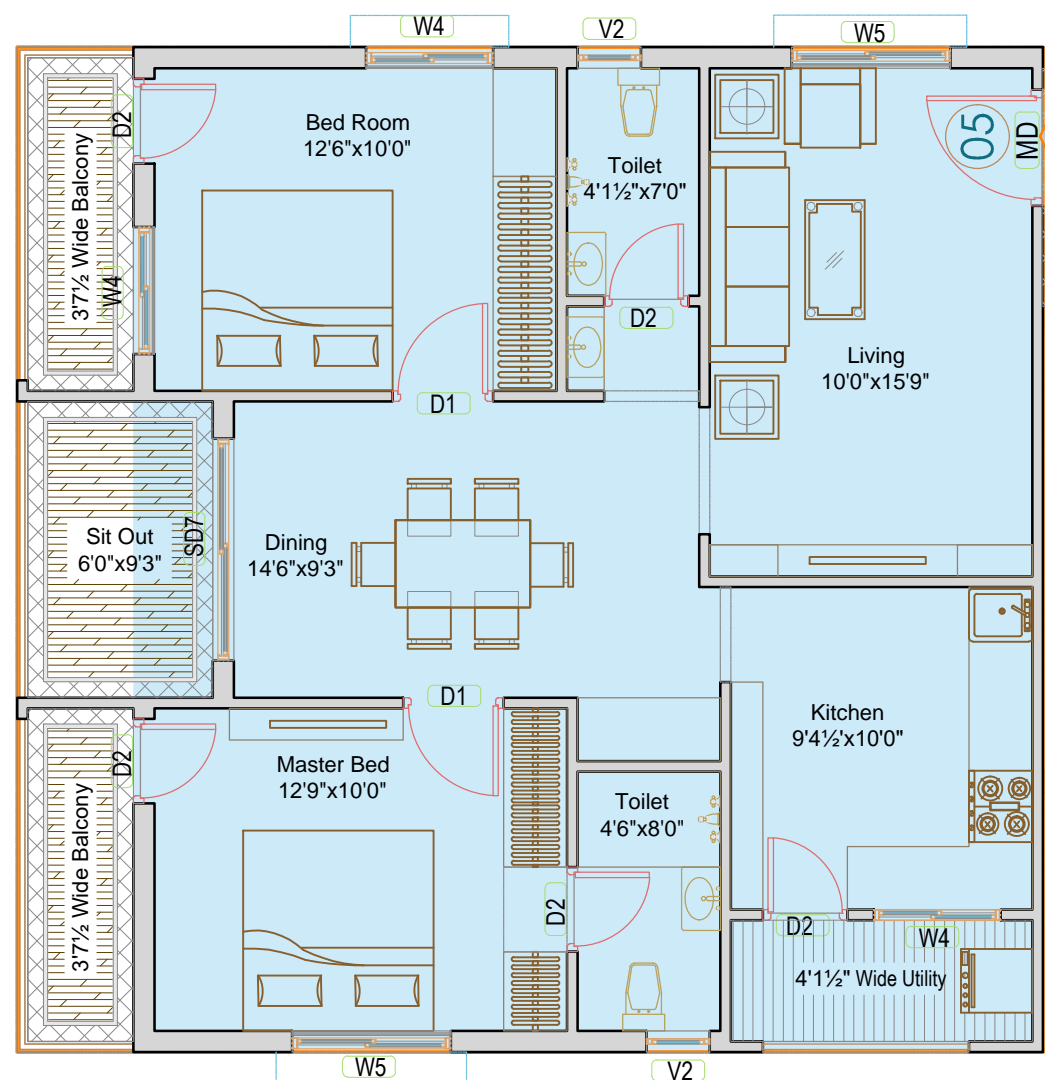 W4
V2
W5
D2
3'7½ Wide Balcony
W4
Bed Room
12'6"x10'0"
Toilet
4'1½"x7'0"
05
MD
D2
Living
10'0"x15'9"
D1
Sit Out
6'0"x9'3"
SD7
Dining
14'6"x9'3"
D1
Kitchen
9'4½'x10'0"
D2
3'7½ Wide Balcony
Master Bed
12'9"x10'0"
Toilet
4'6"x8'0"
D2
D2
W4
4'1½" Wide Utility
W5
V2